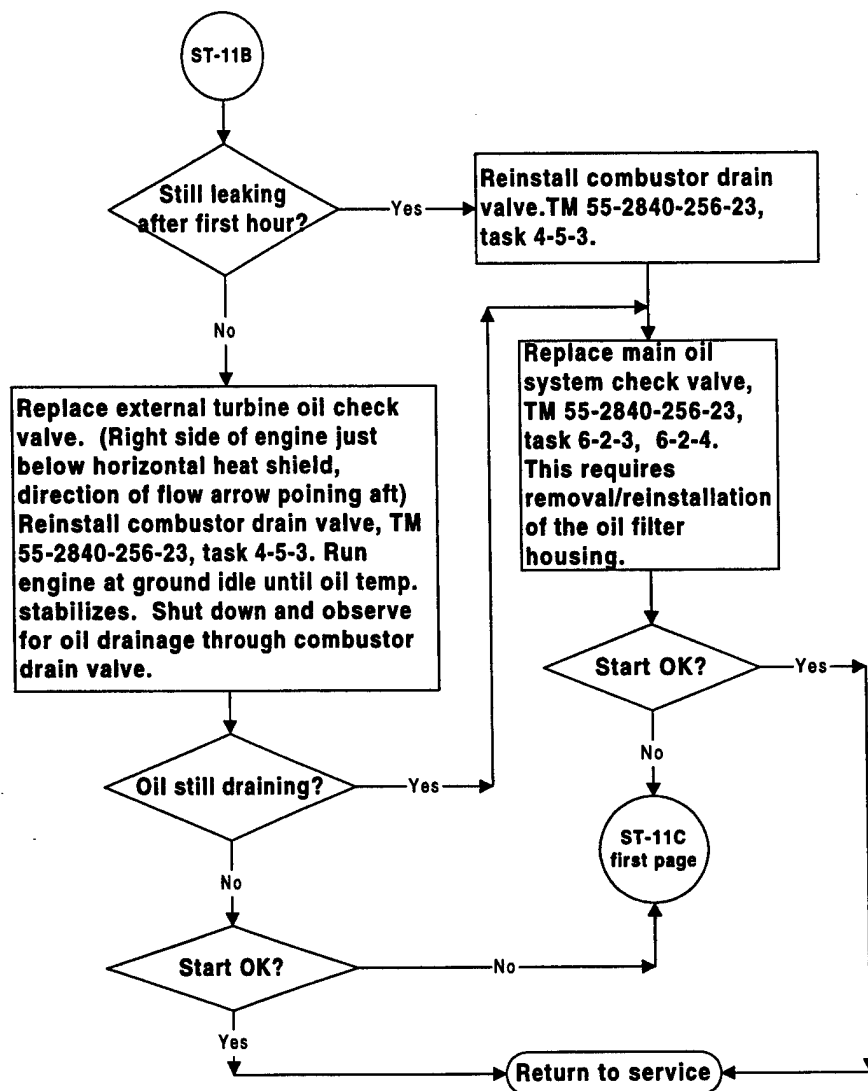 ST-11B
Still leaking
after first hour?
Yes
Reinstall combustor drain
valve.TM 55-2840-256-23,
task 4-5-3.
No
Replace external turbine oil check
valve. (Right side of engine just
below horizontal heat shield,
direction of flow arrow poining aft)
Reinstall combustor drain valve, TM
55-2840-256-23, task 4-5-3. Run
engine at ground idle until oil temp.
stabilizes. Shut down and observe
for oil drainage through combustor
drain valve.
Replace main oil
system check valve,
TM 55-2840-256-23,
task 6-2-3, 6-2-4.
This requires
removal/reinstallation
of the oil filter
housing.
Start OK?
Yes
No
Oil still draining?
Yes
ST-11C
first page
No
Start OK?
No
Yes
Return to service